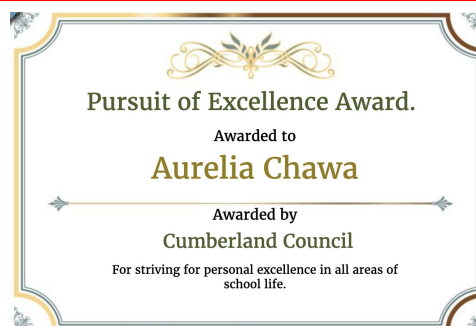 Pursuit of Excellence Award.
Awarded to
Aurelia Chawa
Awarded by
Cumberland Council
For striving for personal excellence in all areas of
school life.